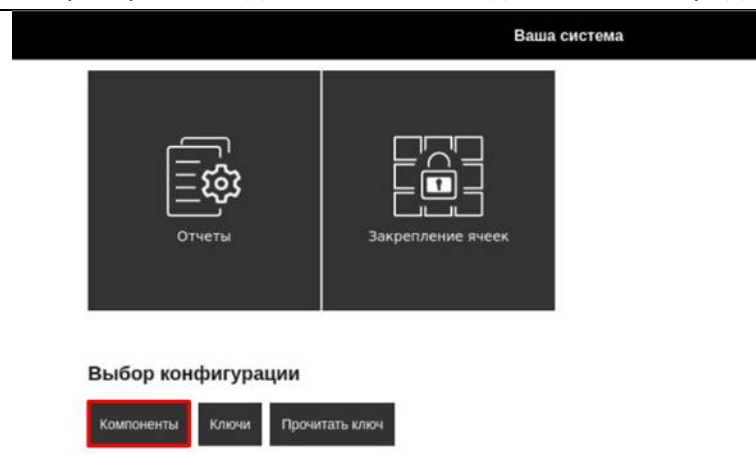 Ваша система
Отчеты
Закрепление ячеек
Выбор конфигурации
Компоненты
Ключи
Прочитать ключ